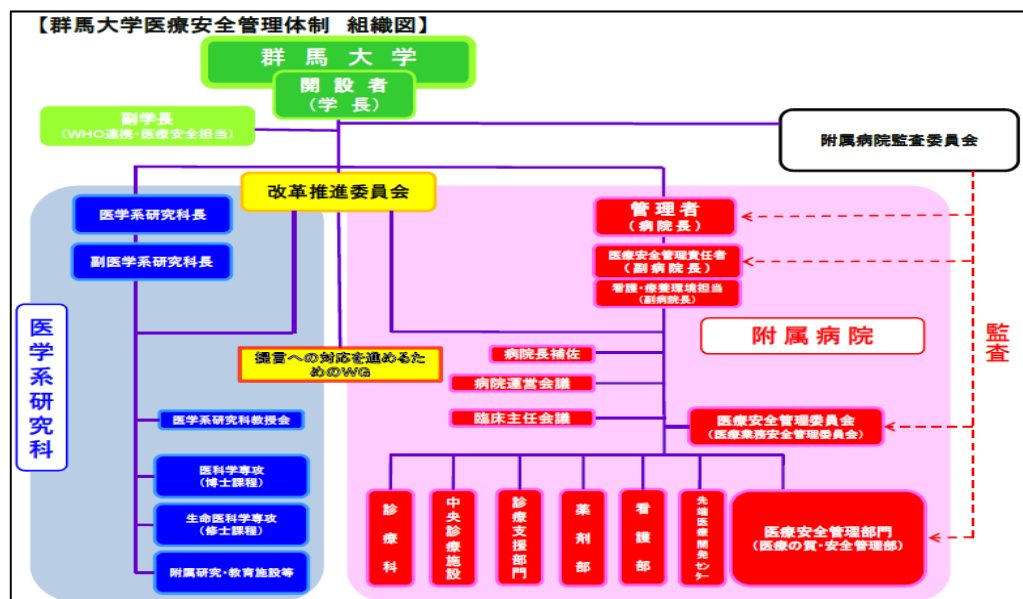 【群馬大学医療安全管理体制 組織図】
群馬大学
開設者
(学長)
副学長
(WHO連携・医療安全担当)
附属病院監査委員会
改革推進委員会
医学系研究科長
副医学系研究科長
管理者
(病院長)
医療安全管理責任者
(副病院長)
看護・療養環境担当
(副病院長)
医学系研究科
附属病院
監査
提言への対応を進めるた
めのWG
病院長補佐
病院運営会議
臨床主任会議
医療安全管理委員会
(医療業務安全管理委員会)
医学系研究科教授会
医科学専攻
(博士課程)
生命医科学専攻
(修士課程)
附属研究・教育施設等
診療科
中央診療施設
診療支援部門
薬剤部
看護部
先端医療開発センター
医療安全管理部門
(医療の質・安全管理部)